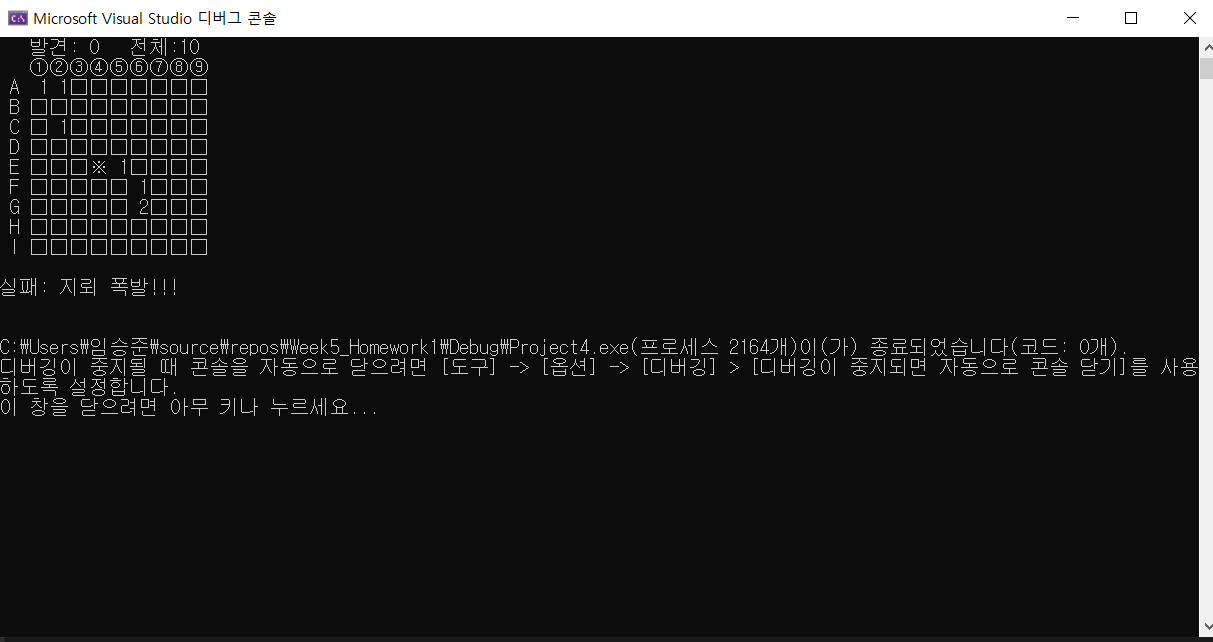 Microsoft Visual Studio 디버그 콘솔
발견: 0 전체:10
①②③④⑤⑥⑦⑧⑨
A 1 1□□□□□□□
B □□□□□□□□□
C □ 1□□□□□□□
D □□□□□□□□□
E □□□※ 1□□□□
F □□□□□ 1□□□
G □□□□□ 2□□□
H □□□□□□□□□
I □□□□□□□□□
실패: 지뢰 폭발!!!
C:₩Users₩임승준₩source₩repos₩Week5_Homework1₩Debug₩Project4.exe(프로세스 2164개)이(가) 종료되었습니다(코드: 0개).
디버깅이 중지될 때 콘솔을 자동으로 닫으려면 [도구] -> [옵션] -> [디버깅] > [디버깅이 중지되면 자동으로 콘솔 닫기]를 사용
하도록 설정합니다.
이 창을 닫으려면 아무 키나 누르세요...